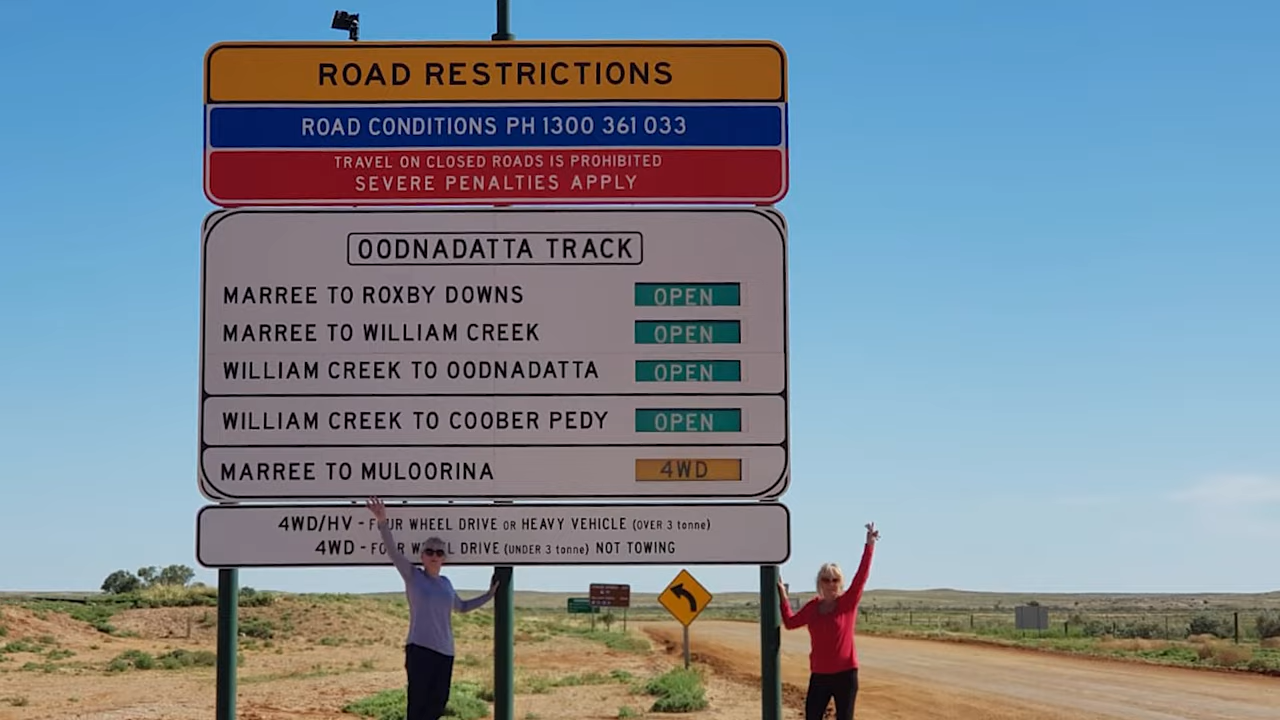 ROAD RESTRICTIONS
ROAD CONDITIONS PH 1300 361 033
TRAVEL ON CLOSED ROADS IS PROHIBITED
SEVERE PENALTIES APPLY
OODNADATTA TRACK
MARREE TO ROXBY DOWNS OPEN
MARREE TO WILLIAM CREEK OPEN
WILLIAM CREEK TO OODNADATTA OPEN
WILLIAM CREEK TO COOBER PEDY OPEN
MARREE TO MULOORINA 4WD
4WD/HV - FOUR WHEEL DRIVE OR HEAVY VEHICLE (OVER 3 tonne)
4WD - FOUR WHEEL DRIVE (UNDER 3 tonne) NOT TOWING